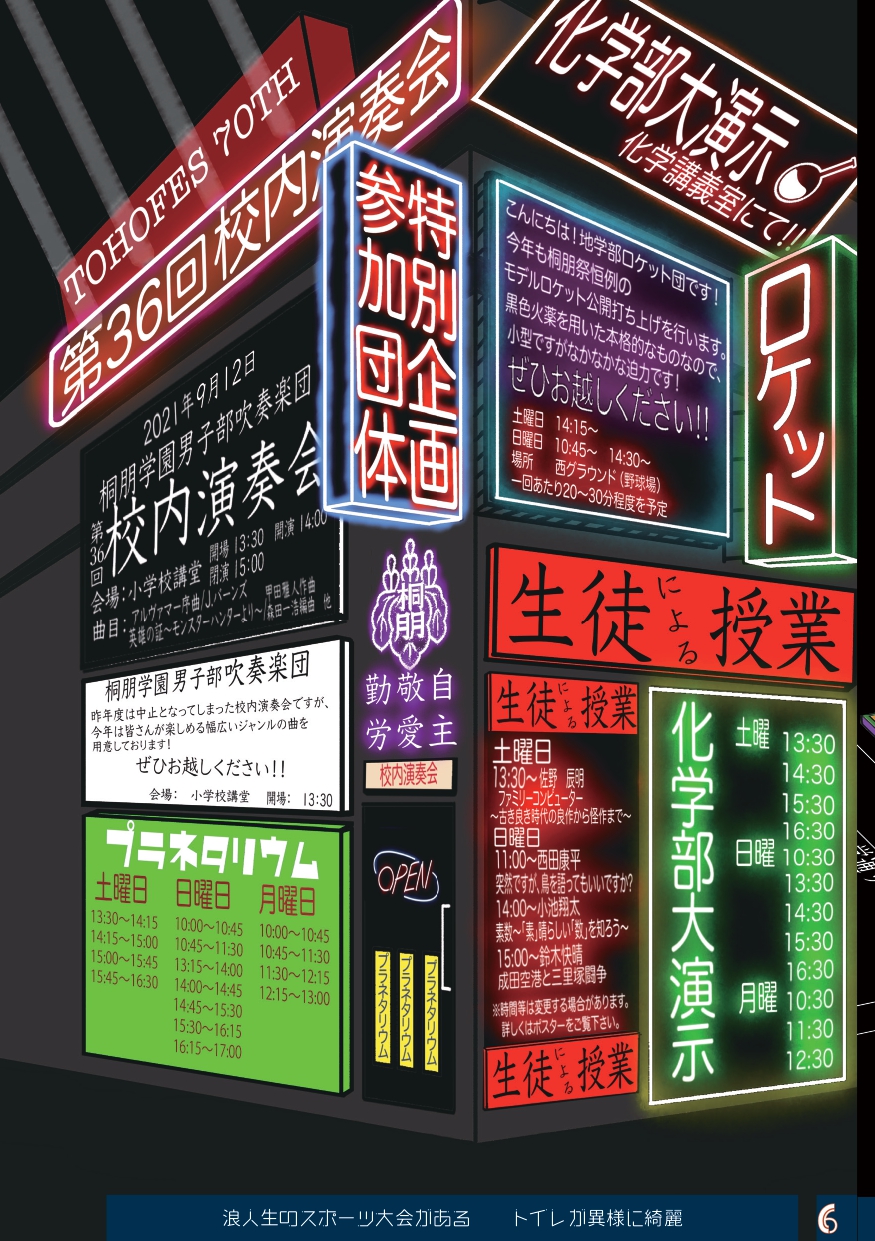 TOHOFES 70TH
第36回校内演奏会
特別企画
参加団体
化学部大演示
化学講義室にて!!
2021年9月12日
桐朋学園男子部吹奏楽団
第36回
校内演奏会
会場：小学校講堂
開場 13:30 開演 14:00
閉演 15:00
曲目：アルヴァマー序曲/J.バーンズ
英雄の証〜モンスターハンターより〜/
森田一浩編曲 他
桐朋学園男子部吹奏楽団
昨年度は中止となってしまった校内演奏会ですが、
今年は皆さんが楽しめる幅広いジャンルの曲を
用意しております!
ぜひお越しください!!
会場： 小学校講堂 開場： 13:30
プラネタリウム
土曜日
13:30〜14:15
14:15〜15:00
15:00〜15:45
15:45〜16:30
日曜日
10:00〜10:45
10:45〜11:30
13:15〜14:00
14:00〜14:45
14:45〜15:30
15:30〜16:15
16:15〜17:00
月曜日
10:00〜10:45
10:45〜11:30
11:30〜12:15
12:15〜13:00
桐朋
自主
敬愛
勤労
校内演奏会
OPEN
プラネタリウム
プラネタリウム
プラネタリウム
こんにちは!地学部ロケット団です!
今年も桐朋祭恒例の
モデルロケット公開打ち上げを行います。
黒色火薬を用いた本格的なものなので、
小型ですがなかなかな迫力です!
ぜひお越しください!!
土曜日 14:15〜
日曜日 10:45〜 14:30〜
場所 西グラウンド（野球場）
一回あたり20〜30分程度を予定
ロケット
生徒による授業
生徒による授業
土曜日
13:30〜佐野 辰明
ファミリーコンピューター
〜古き良き時代の良作から怪作まで〜
日曜日
11:00〜西田康平
突然ですが、鳥を語ってもいいですか?
14:00〜小池翔太
素数〜「素」晴らしい「数」を知ろう〜
15:00〜鈴木快晴
成田空港と三里塚闘争
※時間等は変更する場合があります。
詳しくはポスターをご覧下さい。
生徒による授業
化学部大演示
土曜 13:30
14:30
15:30
16:30
日曜 10:30
13:30
14:30
15:30
16:30
月曜 10:30
11:30
12:30
浪人生のスポーツ大会がある トイレが異様に綺麗
6